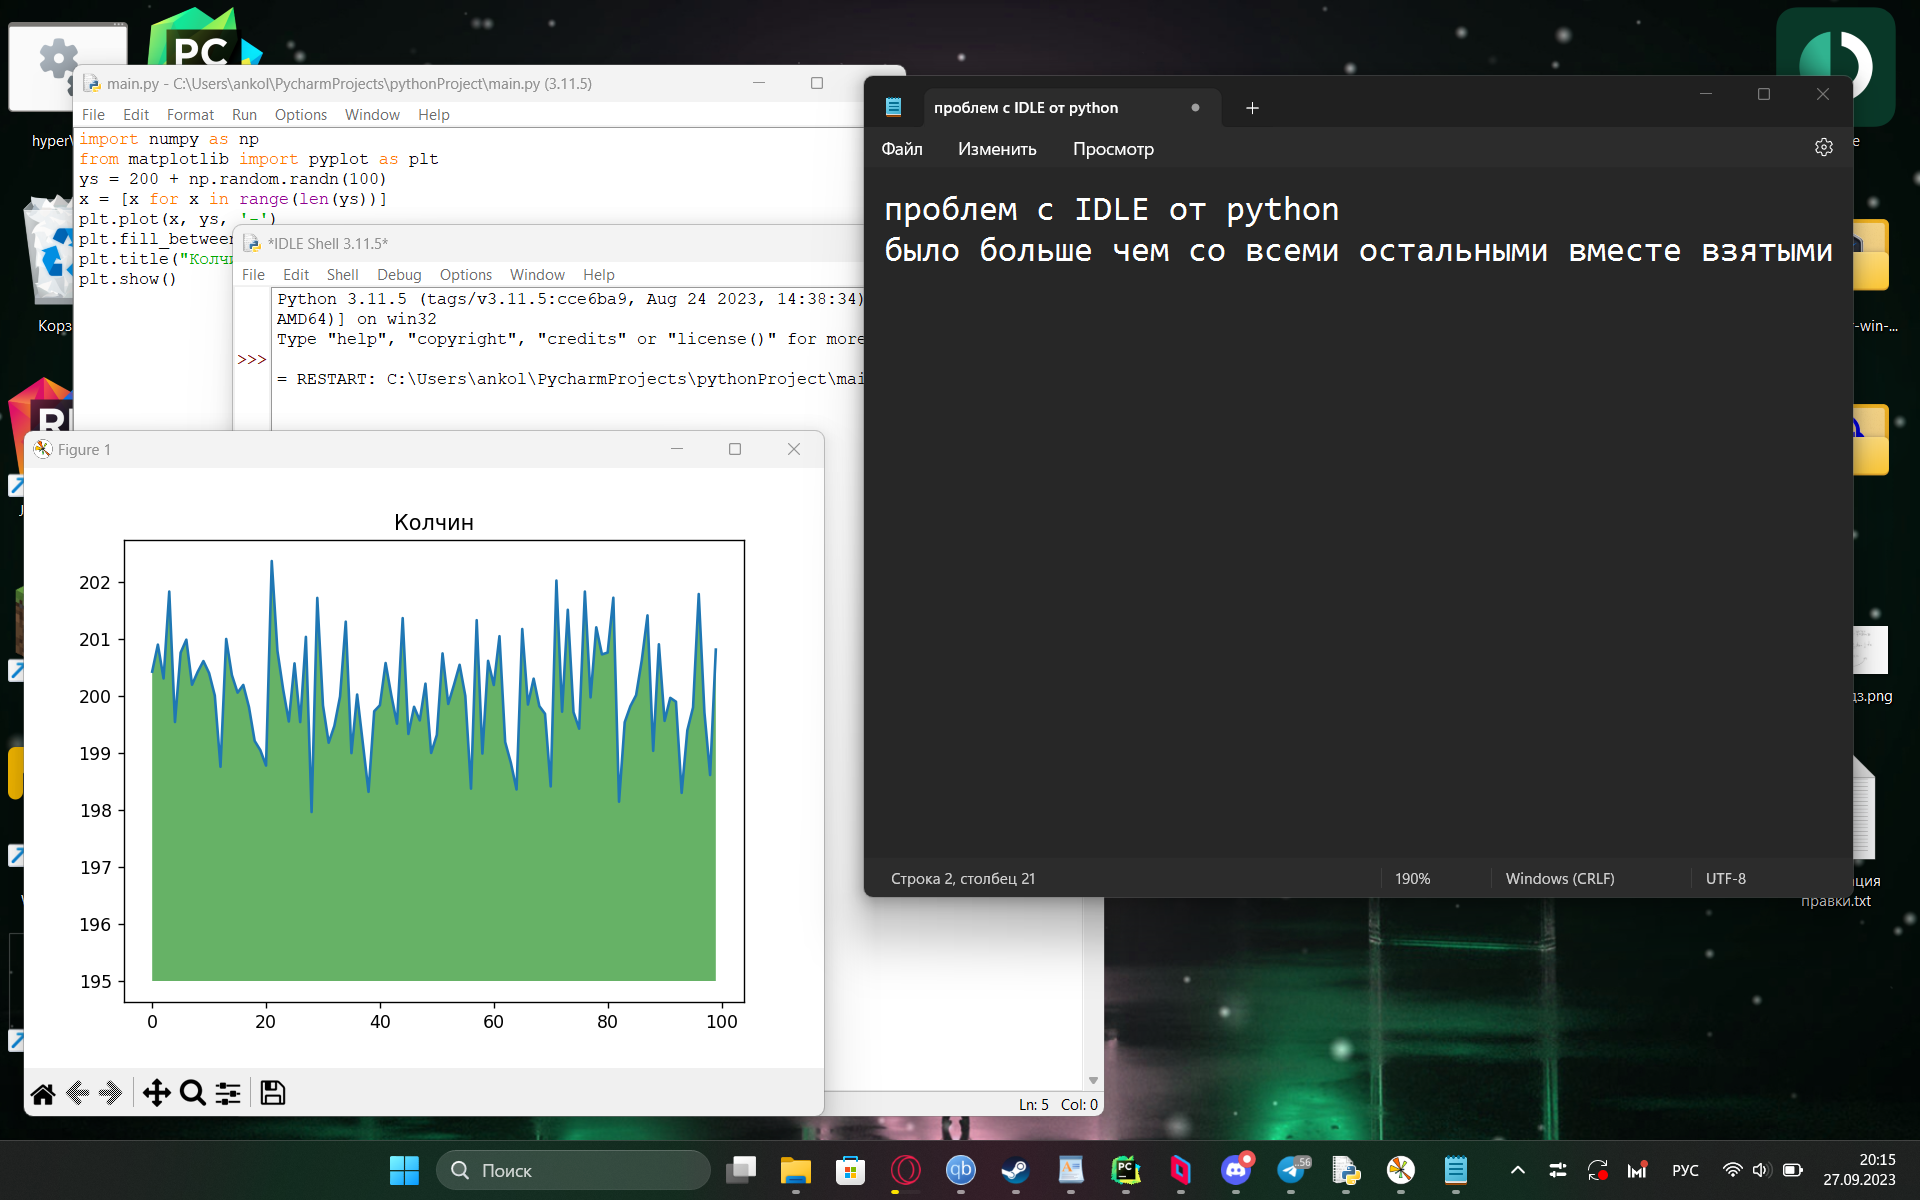 PC
hyper\
Корз
main.py - C:\Users\ankol\PycharmProjects\pythonProject\main.py (3.11.5)
File Edit Format Run Options Window Help
import numpy as np
from matplotlib import pyplot as plt
ys = 200 + np.random.randn(100)
x = [x for x in range(len(ys))]
plt.plot(x, ys, '-')
plt.fill_between
plt.title("Колчи
plt.show()
*IDLE Shell 3.11.5*
File Edit Shell Debug Options Window Help
Python 3.11.5 (tags/v3.11.5:cce6ba9, Aug 24 2023, 14:38:34)
AMD64)] on win32
Type "help", "copyright", "credits" or "license()" for more
>>>
= RESTART: C:\Users\ankol\PycharmProjects\pythonProject\mai
Ln: 5 Col: 0
Figure 1
Колчин
202
201
200
199
198
197
196
195
0 20 40 60 80 100
проблем с IDLE от python
Файл Изменить Просмотр
проблем с IDLE от python
было больше чем со всеми остальными вместе взятыми
Строка 2, столбец 21 190% Windows (CRLF) UTF-8
-win-...
дз.png
ция
правки.txt
Поиск
qb
PC
56
РУС
20:15
27.09.2023